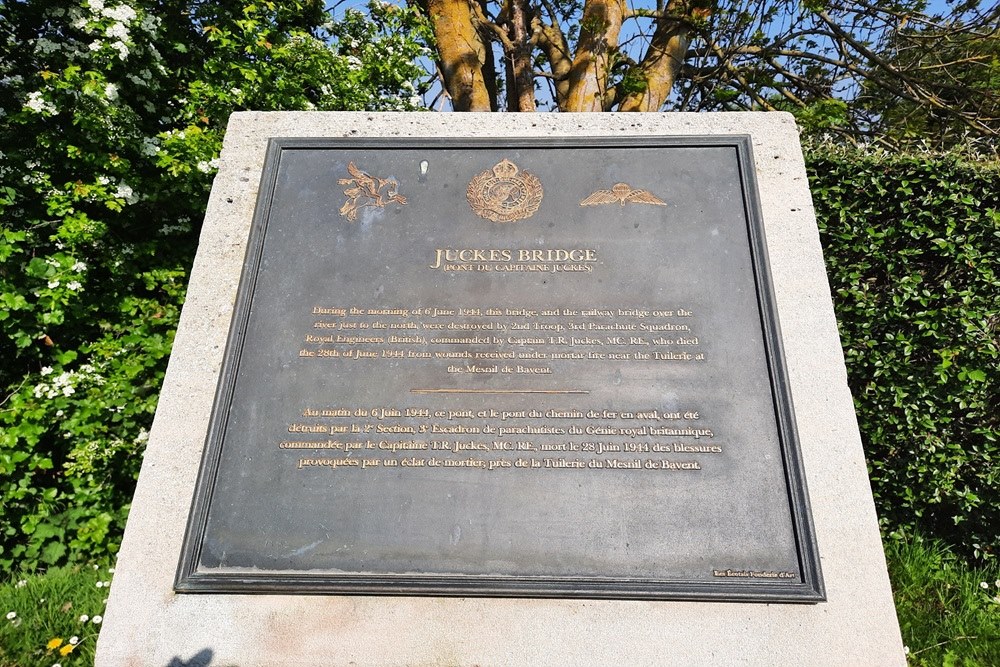 JUCKES BRIDGE
(PONT DU CAPITAINE JUCKES)
During the morning of 6 June 1944, this bridge, and the railway bridge over the
river just to the north, were destroyed by 2nd Troop, 3rd Parachute Squadron,
Royal Engineers (British), commanded by Captain T.R. Juckes, MC. RE., who died
the 28th of June 1944 from wounds received under mortar fire near the Tuilerie at
the Mesnil de Bavent.
Au matin du 6 Juin 1944, ce pont, et le pont du chemin de fer en aval, ont été
détruits par la 2e Section, 3e Escadron de parachutistes du Génie royal britannique,
commandée par le Capitaine T.R. Juckes, MC. RE., mort le 28 Juin 1944 des blessures
provoquées par un éclat de mortier, près de la Tuilerie du Mesnil de Bavent.
Fonderie d'Art